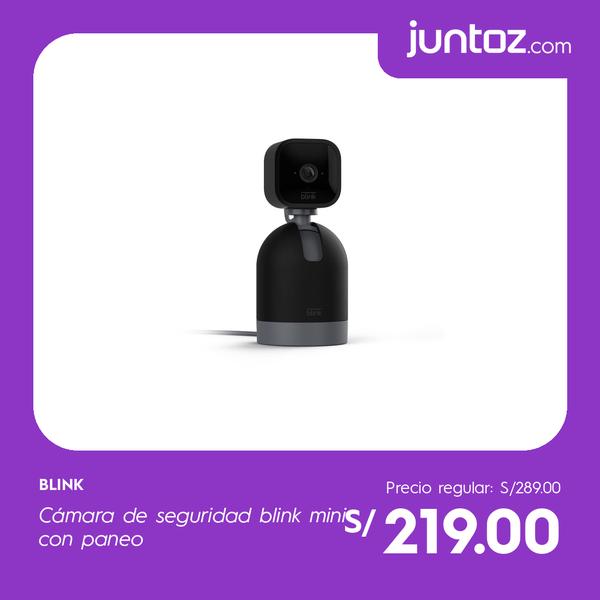 juntoz.com
blink
blink
BLINK
Precio regular: S/289.00
Cámara de seguridad blink mini
con paneo
S/ 219.00